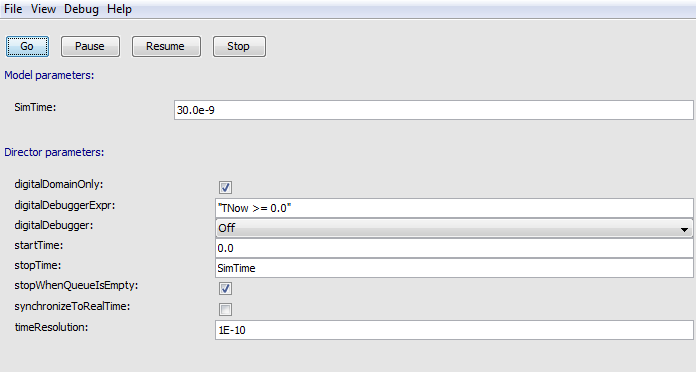 File View Debug Help
Go Pause Resume Stop
Model parameters:
SimTime: 30.0e-9
Director parameters:
digitalDomainOnly:
digitalDebuggerExpr: "TNow >= 0.0"
digitalDebugger: Off
startTime: 0.0
stopTime: SimTime
stopWhenQueueIsEmpty:
synchronizeToRealTime:
timeResolution: 1E-10